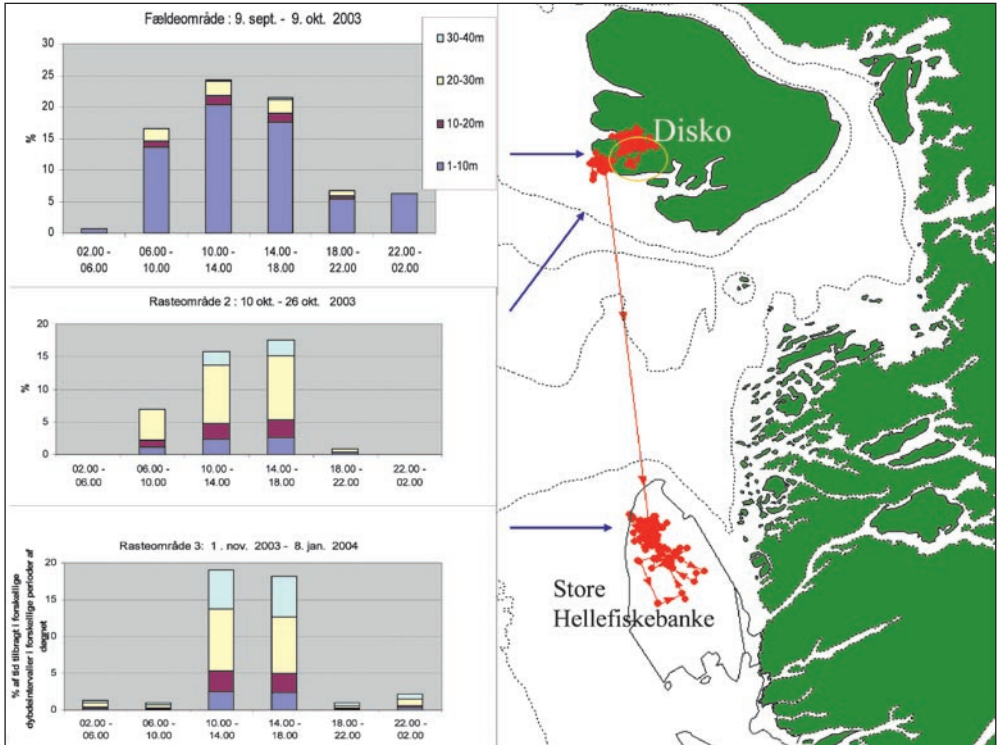 Fældeområde : 9. sept. - 9. okt. 2003
30
25
20
15
10
5
0
%
02.00 - 06.00 - 10.00 - 14.00 - 18.00 - 22.00 -
06.00 10.00 14.00 18.00 22.00 02.00
30-40m
20-30m
10-20m
1-10m
Rasteområde 2 : 10 okt. - 26 okt. 2003
20
15
10
5
0
%
02.00 - 06.00 - 10.00 - 14.00 - 18.00 - 22.00 -
06.00 10.00 14.00 18.00 22.00 02.00
Rasteområde 3: 1 . nov. 2003 - 8. jan. 2004
% af tid tilbragt i forskellige
dybdeintervaller i forskellige perioder af
døgnet
20
15
10
5
0
02.00 - 06.00 - 10.00 - 14.00 - 18.00 - 22.00 -
06.00 10.00 14.00 18.00 22.00 02.00
Disko
Store
Hellefiskebanke